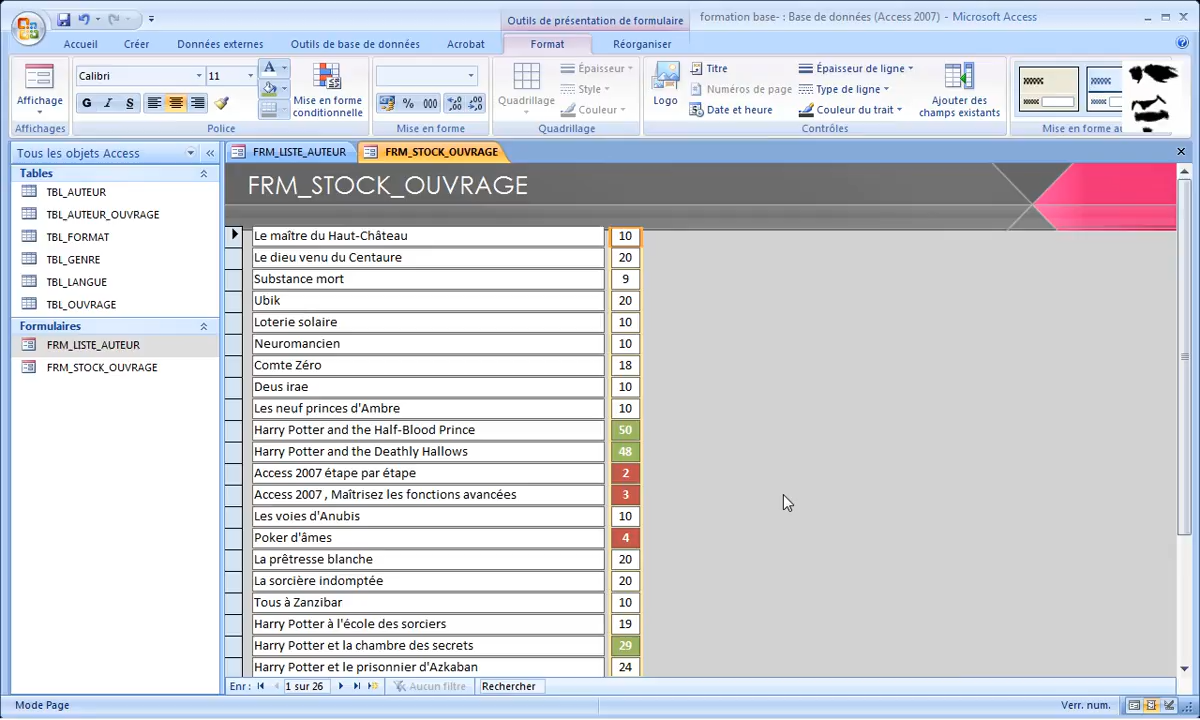 Outils de présentation de formulaire
formation base- : Base de données (Access 2007) - Microsoft Access
Accueil Créer Données externes Outils de base de données Acrobat Format Réorganiser
Affichage
Affichages
Calibri 11
G I S
Mise en forme conditionnelle
Police
% 000
Mise en forme
Quadrillage
Épaisseur
Style
Couleur
Quadrillage
Logo
Titre
Numéros de page
Date et heure
Épaisseur de ligne
Type de ligne
Couleur du trait
Ajouter des champs existants
Contrôles
Mise en forme au
Tous les objets Access
Tables
TBL_AUTEUR
TBL_AUTEUR_OUVRAGE
TBL_FORMAT
TBL_GENRE
TBL_LANGUE
TBL_OUVRAGE
Formulaires
FRM_LISTE_AUTEUR
FRM_STOCK_OUVRAGE
FRM_LISTE_AUTEUR FRM_STOCK_OUVRAGE
FRM_STOCK_OUVRAGE
Le maître du Haut-Château 10
Le dieu venu du Centaure 20
Substance mort 9
Ubik 20
Loterie solaire 10
Neuromancien 10
Comte Zéro 18
Deus irae 10
Les neuf princes d'Ambre 10
Harry Potter and the Half-Blood Prince 50
Harry Potter and the Deathly Hallows 48
Access 2007 étape par étape 2
Access 2007 , Maîtrisez les fonctions avancées 3
Les voies d'Anubis 10
Poker d'âmes 4
La prêtresse blanche 20
La sorcière indomptée 20
Tous à Zanzibar 10
Harry Potter à l'école des sorciers 19
Harry Potter et la chambre des secrets 29
Harry Potter et le prisonnier d'Azkaban 24
Enr : 1 sur 26 Aucun filtre Rechercher
Mode Page Verr. num.